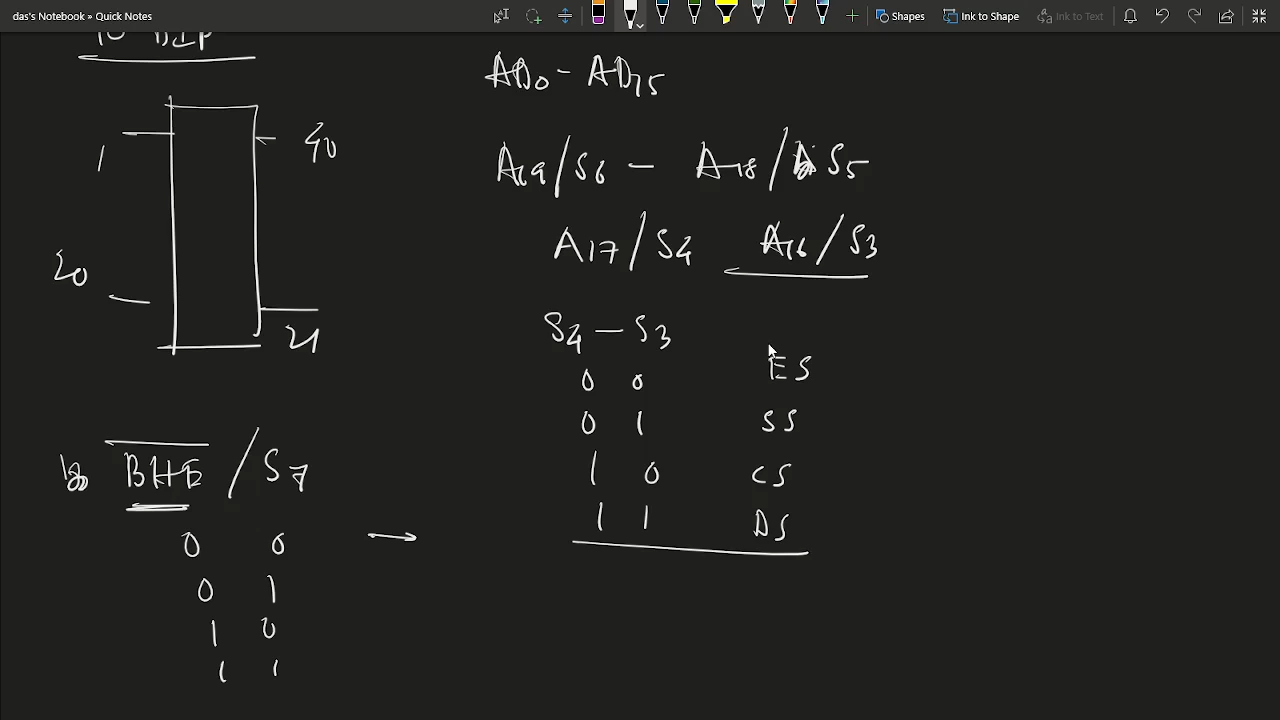 das's Notebook » Quick Notes
Shapes
Ink to Shape
Ink to Text
AD0 - AD15
1
40
A19/S6 - A18/ S5
A17/S4 A16/S3
20
21
S4 - S3
0 0 ES
0 1 SS
1 0 CS
1 1 DS
BHE / S7
0 0 →
0 1
1 0
1 1